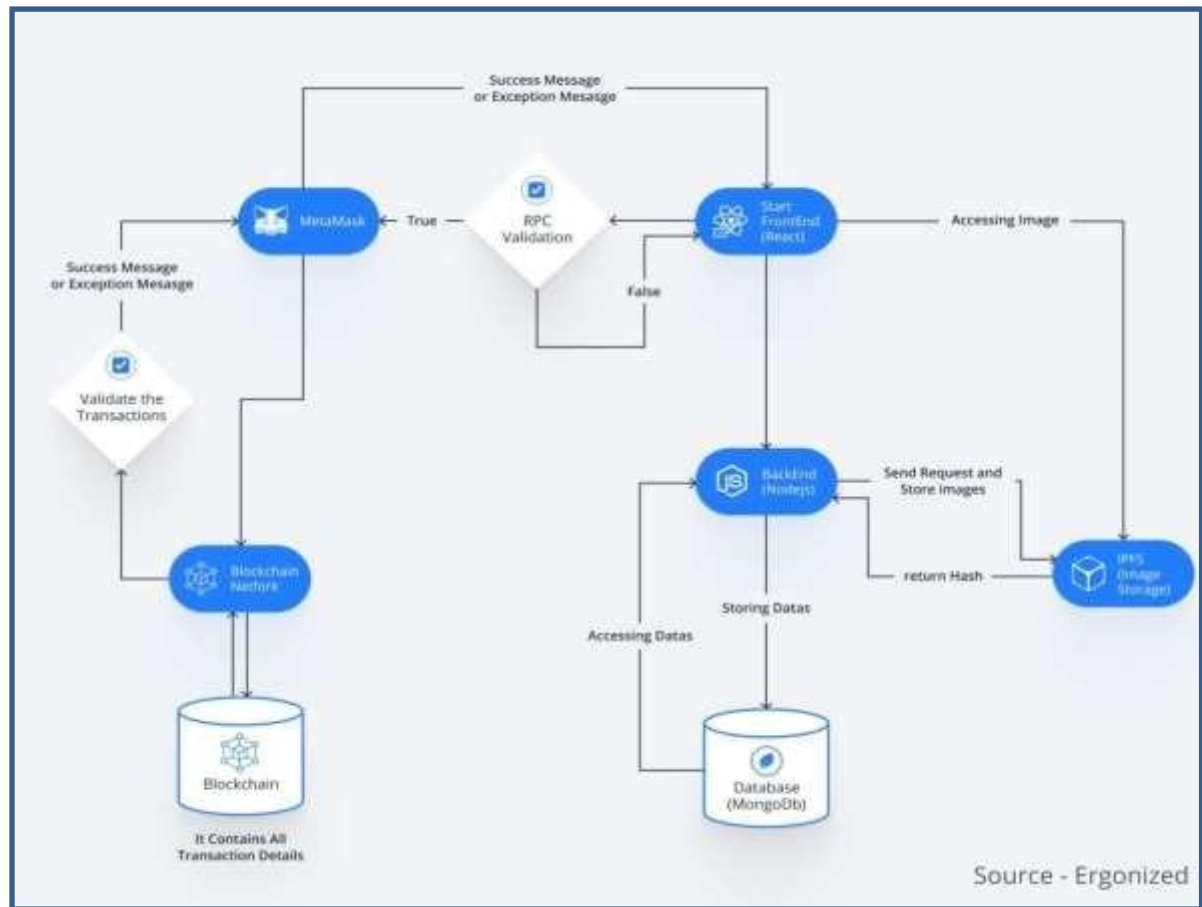 Success Message
or Exception Mesasge
MetaMask
True
RPC
Validation
Start
FrontEnd
(React)
Accessing Image
Success Message
or Exception Mesasge
False
Validate the
Transactions
BackEnd
(Nodejs)
Send Request and
Store images
Blockchain
Netfork
return Hash
IPFS
(Image
Storage)
Storing Datas
Accessing Datas
Blockchain
Database
(MongoDb)
It Contains All
Transaction Details
Source - Ergonized